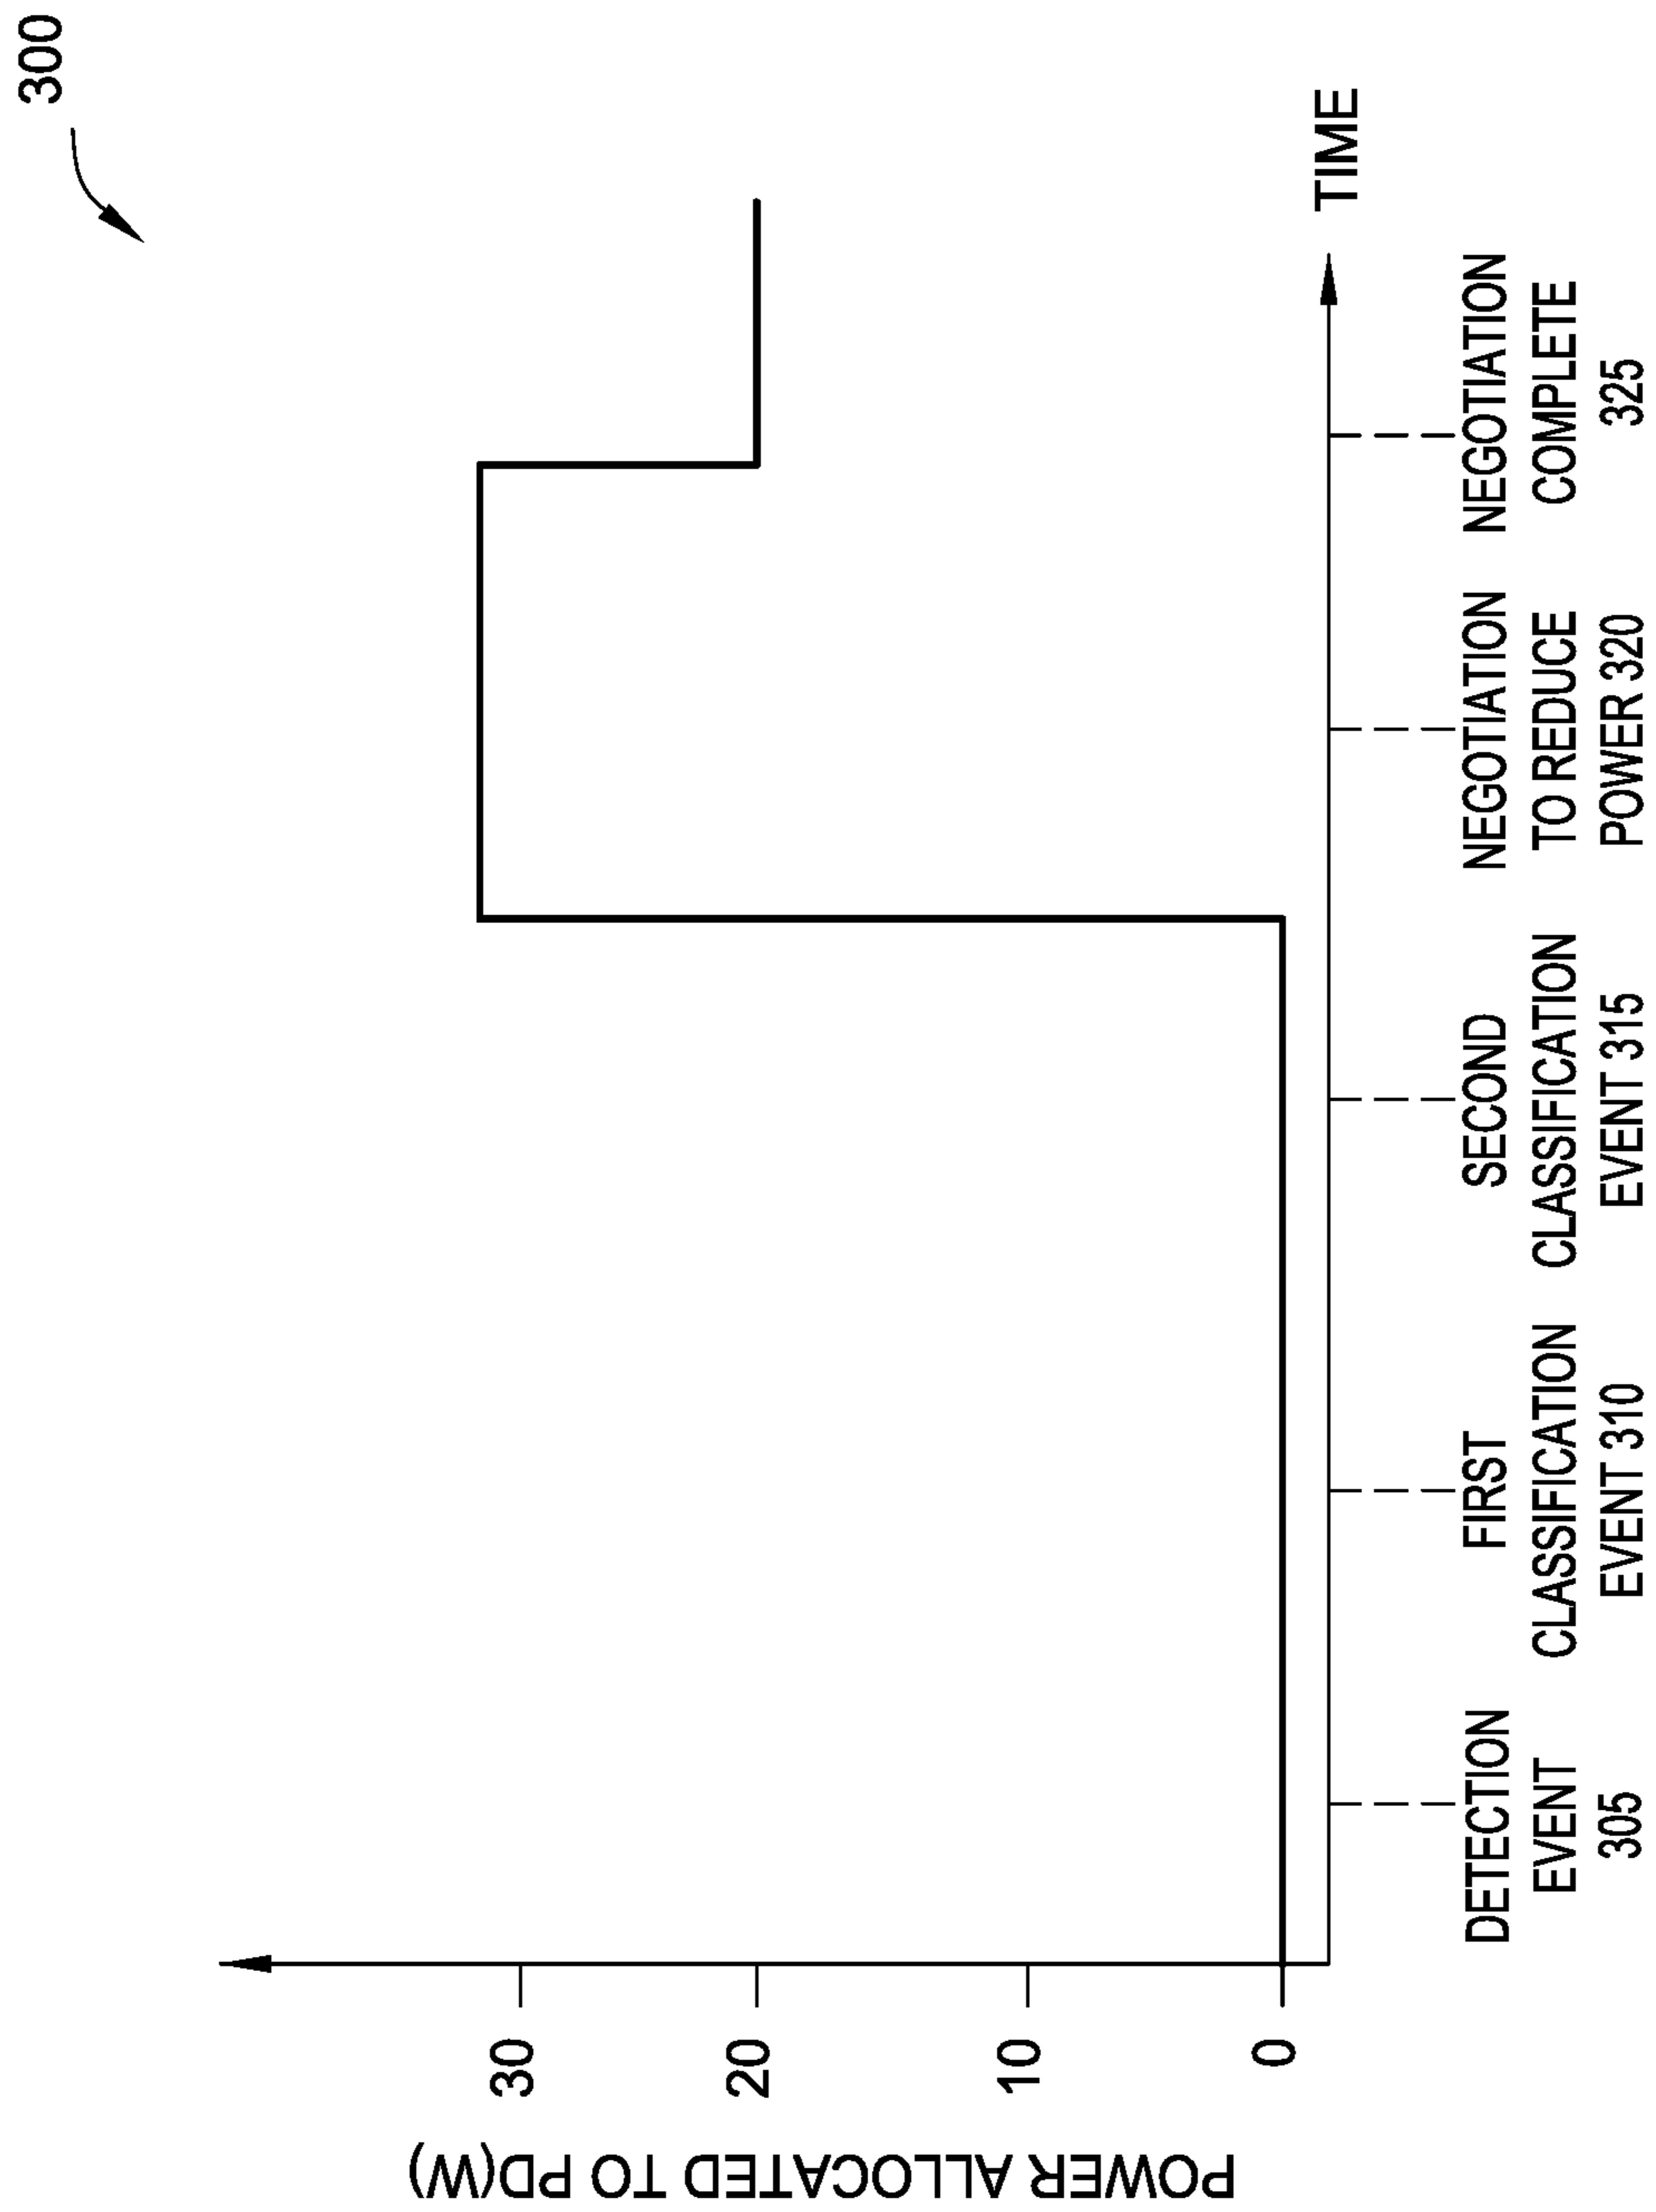 300
POWER ALLOCATED TO PD(W)
30
20
10
0
TIME
DETECTION
EVENT
305
FIRST
CLASSIFICATION
EVENT 310
SECOND
CLASSIFICATION
EVENT 315
NEGOTIATION
TO REDUCE
POWER 320
NEGOTIATION
COMPLETE
325